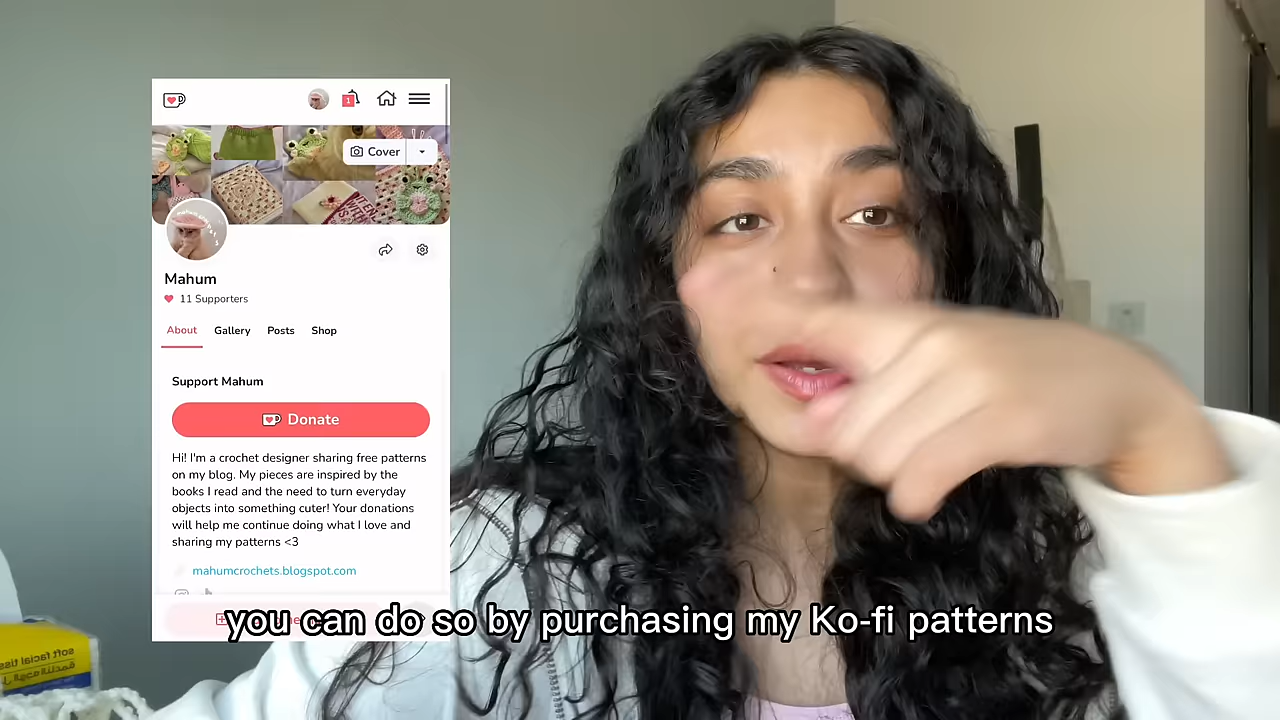 1
Cover
Mahum
11 Supporters
About Gallery Posts Shop
Support Mahum
Donate
Hi! I'm a crochet designer sharing free patterns
on my blog. My pieces are inspired by the
books I read and the need to turn everyday
objects into something cuter! Your donations
will help me continue doing what I love and
sharing my patterns <3
mahumcrochets.blogspot.com
you can do so by purchasing my Ko-fi patterns
soft facial tiss